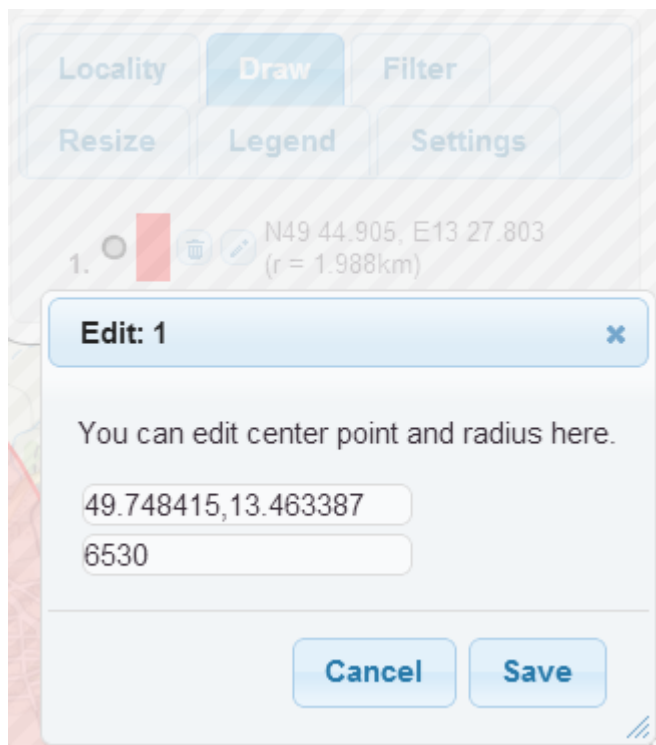 Locality Draw Filter
Resize Legend Settings
1. N49 44.905, E13 27.803
(r = 1.988km)
Edit: 1
You can edit center point and radius here.
49.748415,13.463387
6530
Cancel Save